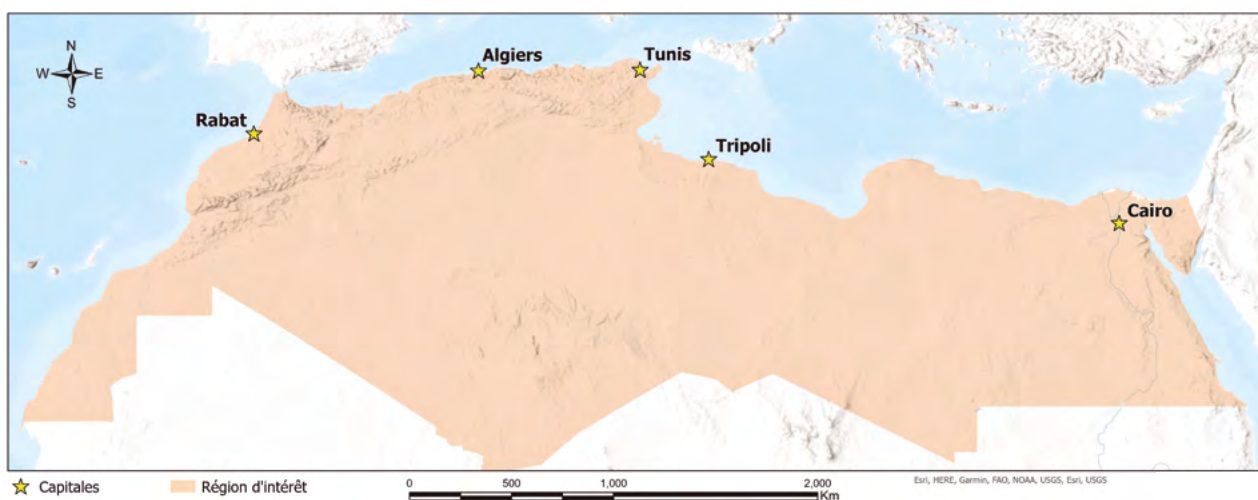 N
W E
S
Algiers
Tunis
Rabat
Tripoli
Cairo
Capitales
Région d'intérêt
0 500 1,000 2,000
Km
Esri, HERE, Garmin, FAO, NOAA, USGS, Esri, USGS